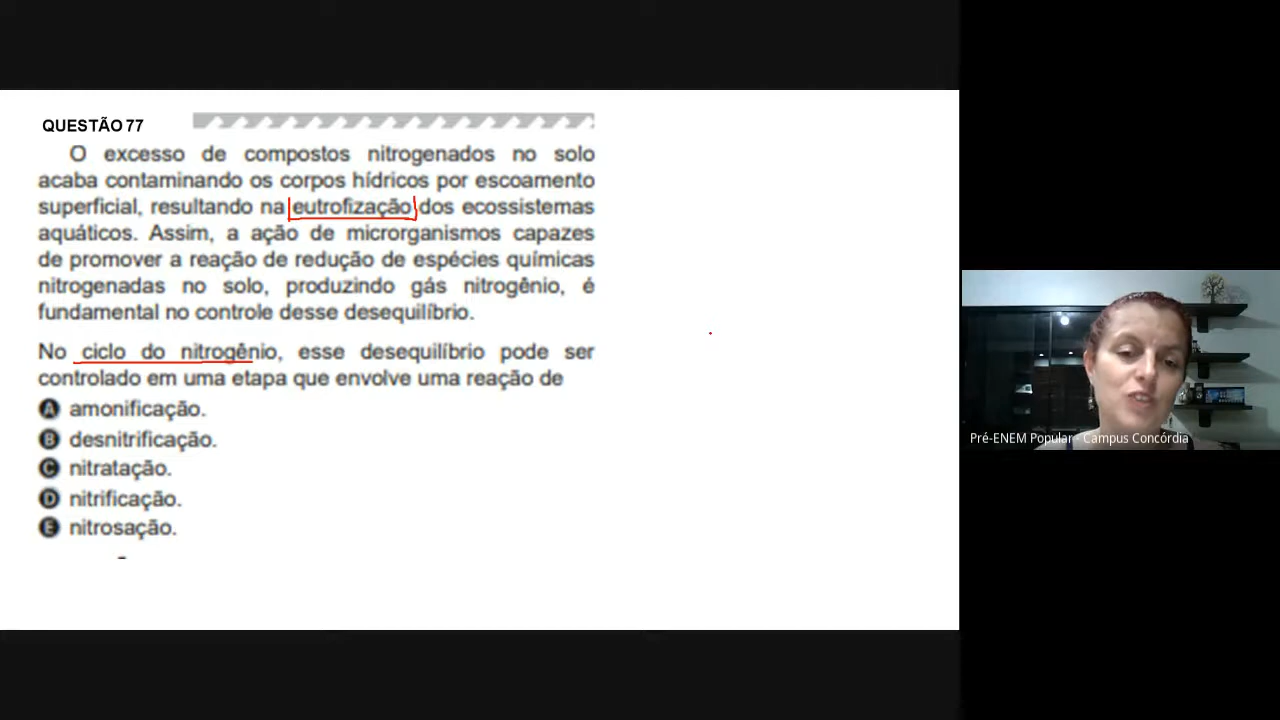 QUESTÃO 77
O excesso de compostos nitrogenados no solo
acaba contaminando os corpos hídricos por escoamento
superficial, resultando na eutrofização dos ecossistemas
aquáticos. Assim, a ação de microrganismos capazes
de promover a reação de redução de espécies químicas
nitrogenadas no solo, produzindo gás nitrogênio, é
fundamental no controle desse desequilíbrio.
No ciclo do nitrogênio, esse desequilíbrio pode ser
controlado em uma etapa que envolve uma reação de
A amonificação.
B desnitrificação.
C nitratação.
D nitrificação.
E nitrosação.
Pré-ENEM Popular - Campus Concórdia